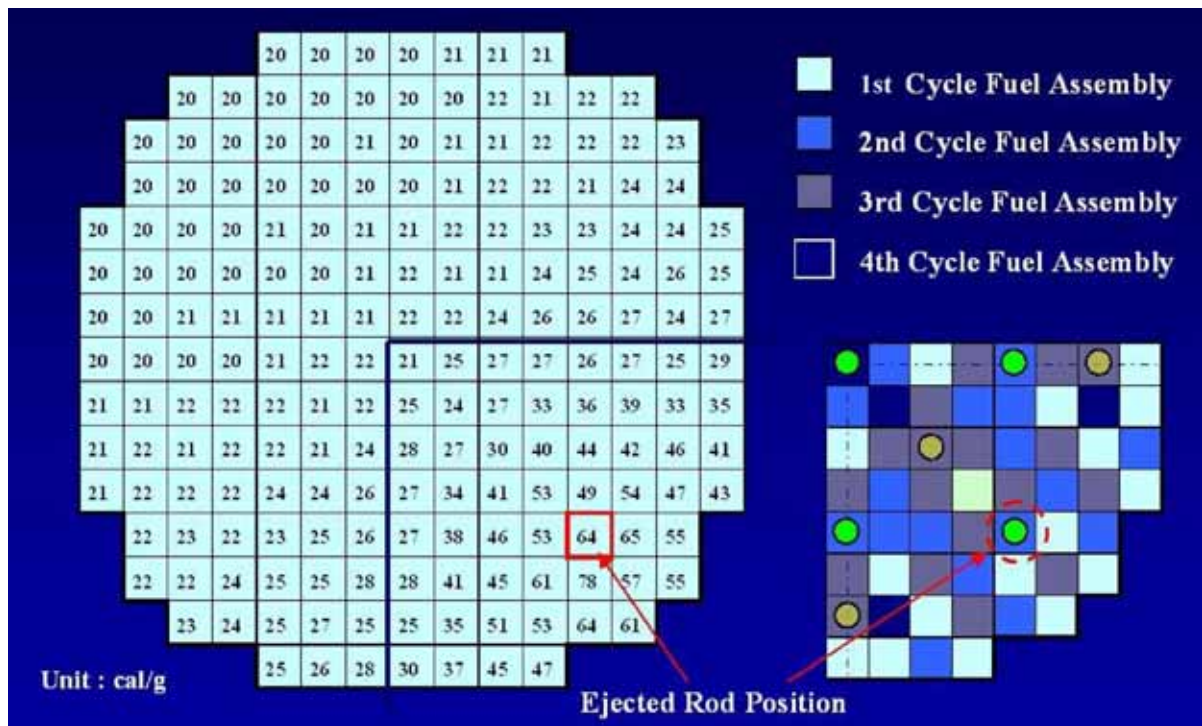 20 20 20 20 21 21 21
20 20 20 20 20 20 20 22 21 22 22
20 20 20 20 20 21 20 21 21 22 22 22 23
20 20 20 20 20 20 20 21 22 22 21 24 24
20 20 20 20 21 20 21 21 22 22 23 23 24 24 25
20 20 20 20 20 20 21 22 21 21 24 25 24 26 25
20 20 21 21 21 21 21 22 22 24 26 26 27 24 27
20 20 20 20 21 22 22 21 25 27 27 26 27 25 29
21 21 22 22 22 21 22 25 24 27 33 36 39 33 35
21 22 21 22 22 21 24 28 27 30 40 44 42 46 41
21 22 22 22 24 24 26 27 34 41 53 49 54 47 43
22 23 22 23 25 26 27 38 46 53 64 65 55
22 22 24 25 25 28 28 41 45 61 78 57 55
23 24 25 27 25 25 35 51 53 64 61
25 26 28 30 37 45 47
Unit : cal/g
1st Cycle Fuel Assembly
2nd Cycle Fuel Assembly
3rd Cycle Fuel Assembly
4th Cycle Fuel Assembly
Ejected Rod Position